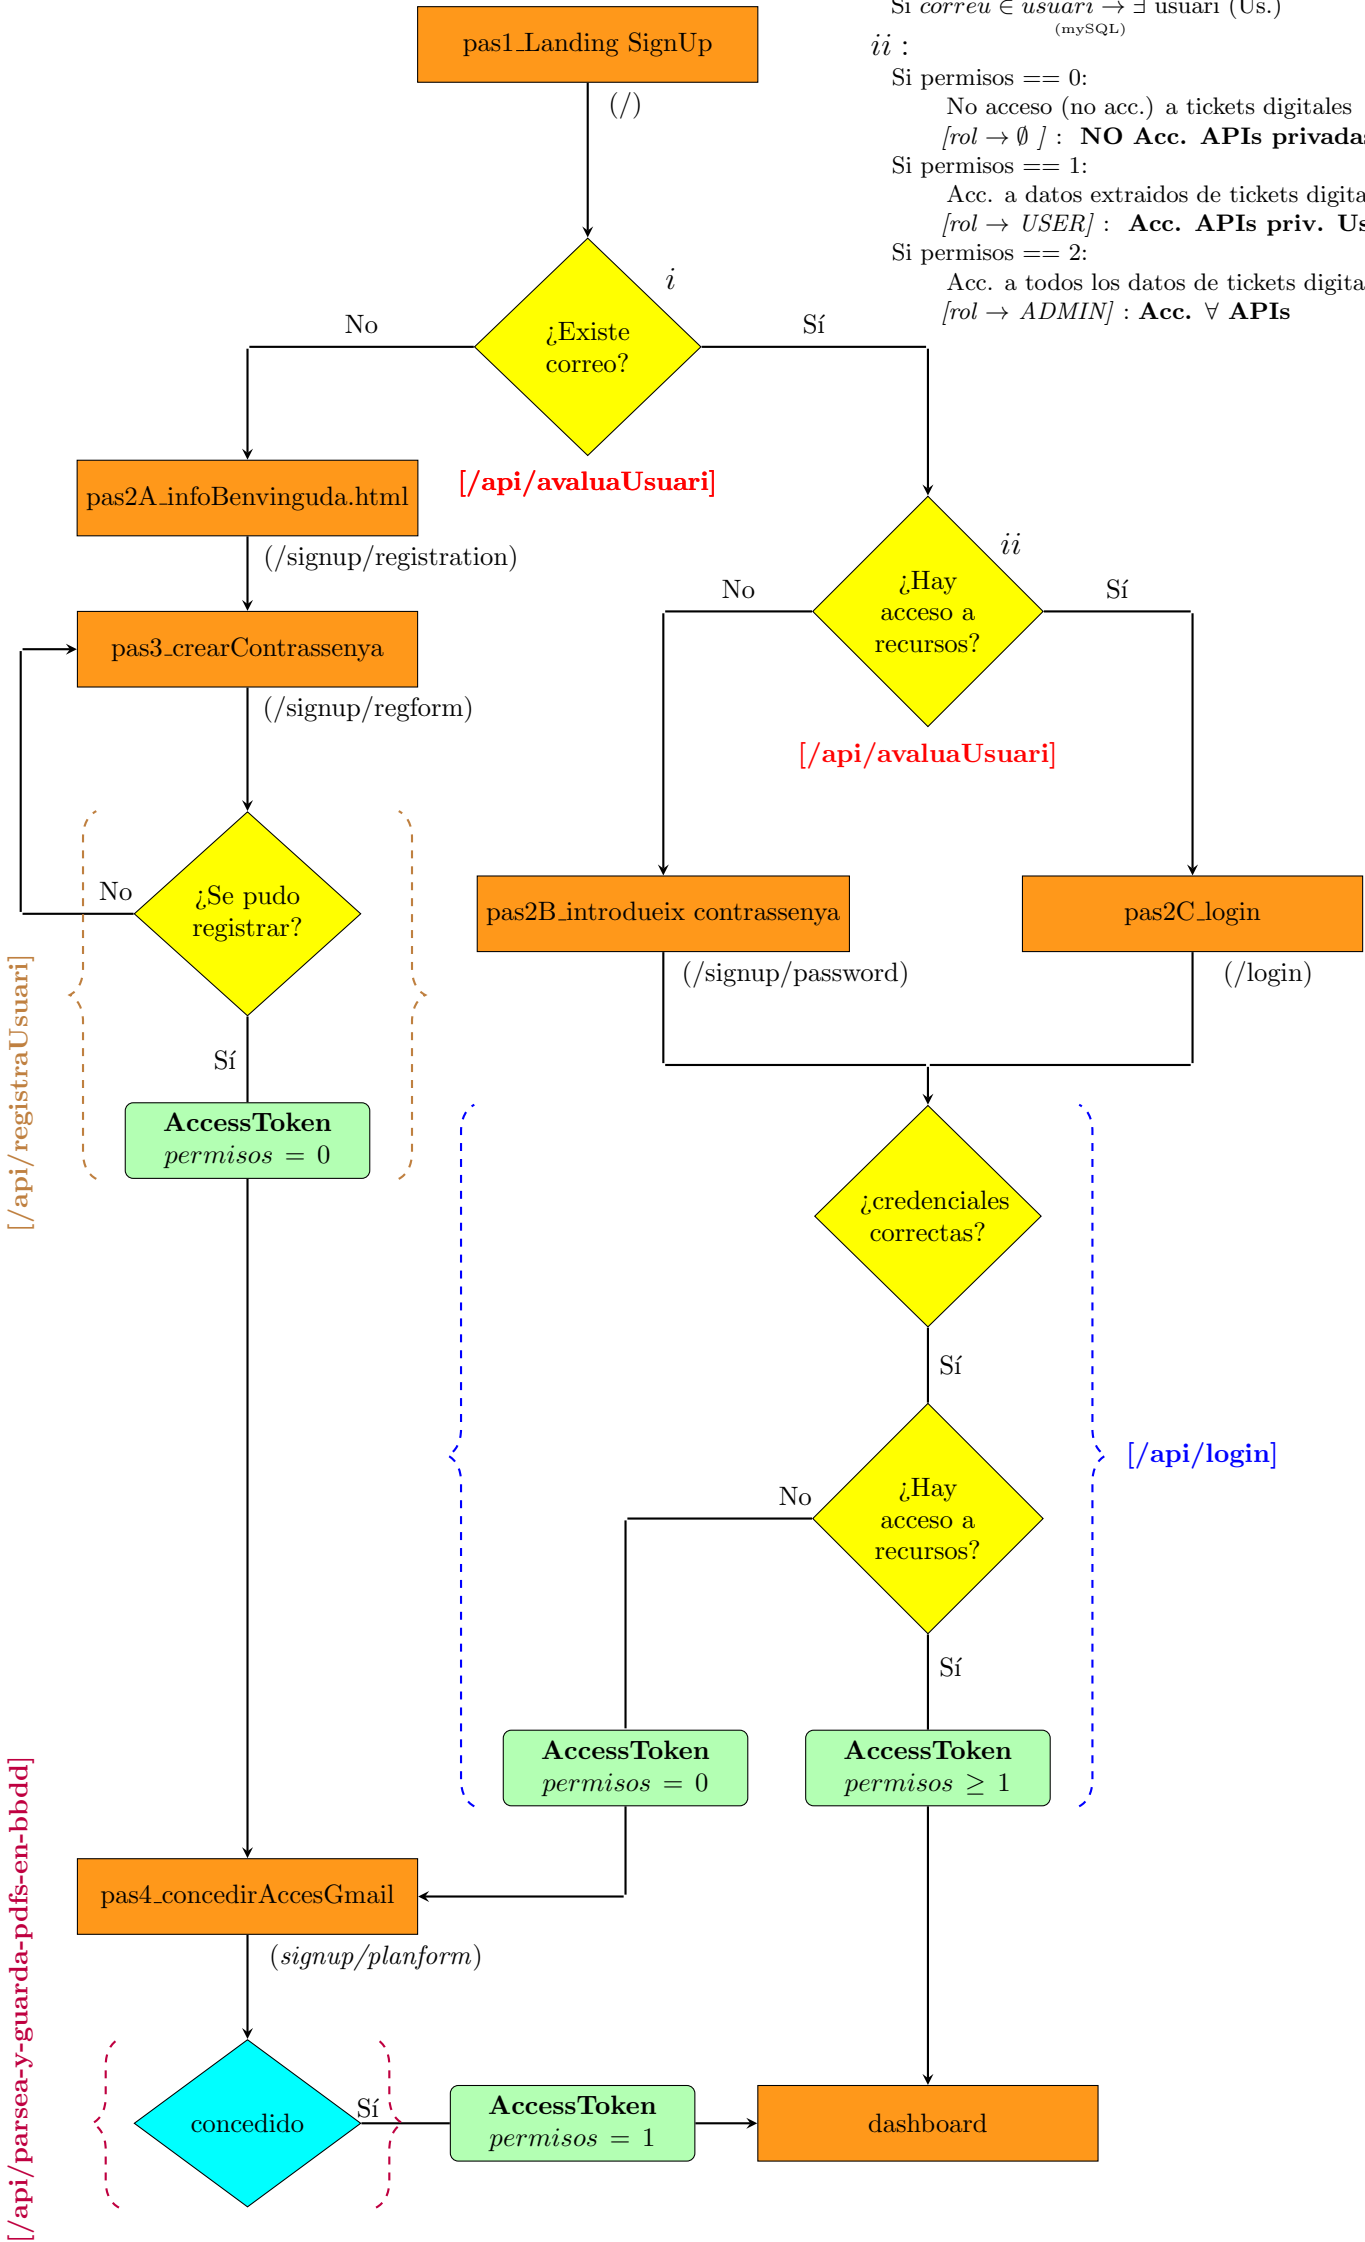 Si correu ∈ usuari → ∃ usuari (Us.)
(mySQL)
pas1_Landing SignUp
(/)
ii :
Si permisos == 0:
No acceso (no acc.) a tickets digitales
[rol → ∅ ] : NO Acc. APIs privadas
Si permisos == 1:
Acc. a datos extraidos de tickets digita
[rol → USER] : Acc. APIs priv. Us
Si permisos == 2:
Acc. a todos los datos de tickets digita
[rol → ADMIN] : Acc. ∀ APIs
i
No
¿Existe
correo?
Sí
[/api/avaluaUsuari]
pas2A_infoBenvinguda.html
(/signup/registration)
ii
No
¿Hay
acceso a
recursos?
Sí
[/api/avaluaUsuari]
pas3_crearContrassenya
(/signup/regform)
No
¿Se pudo
registrar?
Sí
[/api/registraUsuari]
AccessToken
permisos = 0
pas2B_introdueix contrassenya
(/signup/password)
pas2C_login
(/login)
¿credenciales
correctas?
Sí
[/api/login]
No
¿Hay
acceso a
recursos?
Sí
AccessToken
permisos = 0
AccessToken
permisos ≥ 1
pas4_concedirAccesGmail
(signup/planform)
[/api/parsea-y-guarda-pdfs-en-bbdd]
concedido
Sí
AccessToken
permisos = 1
dashboard